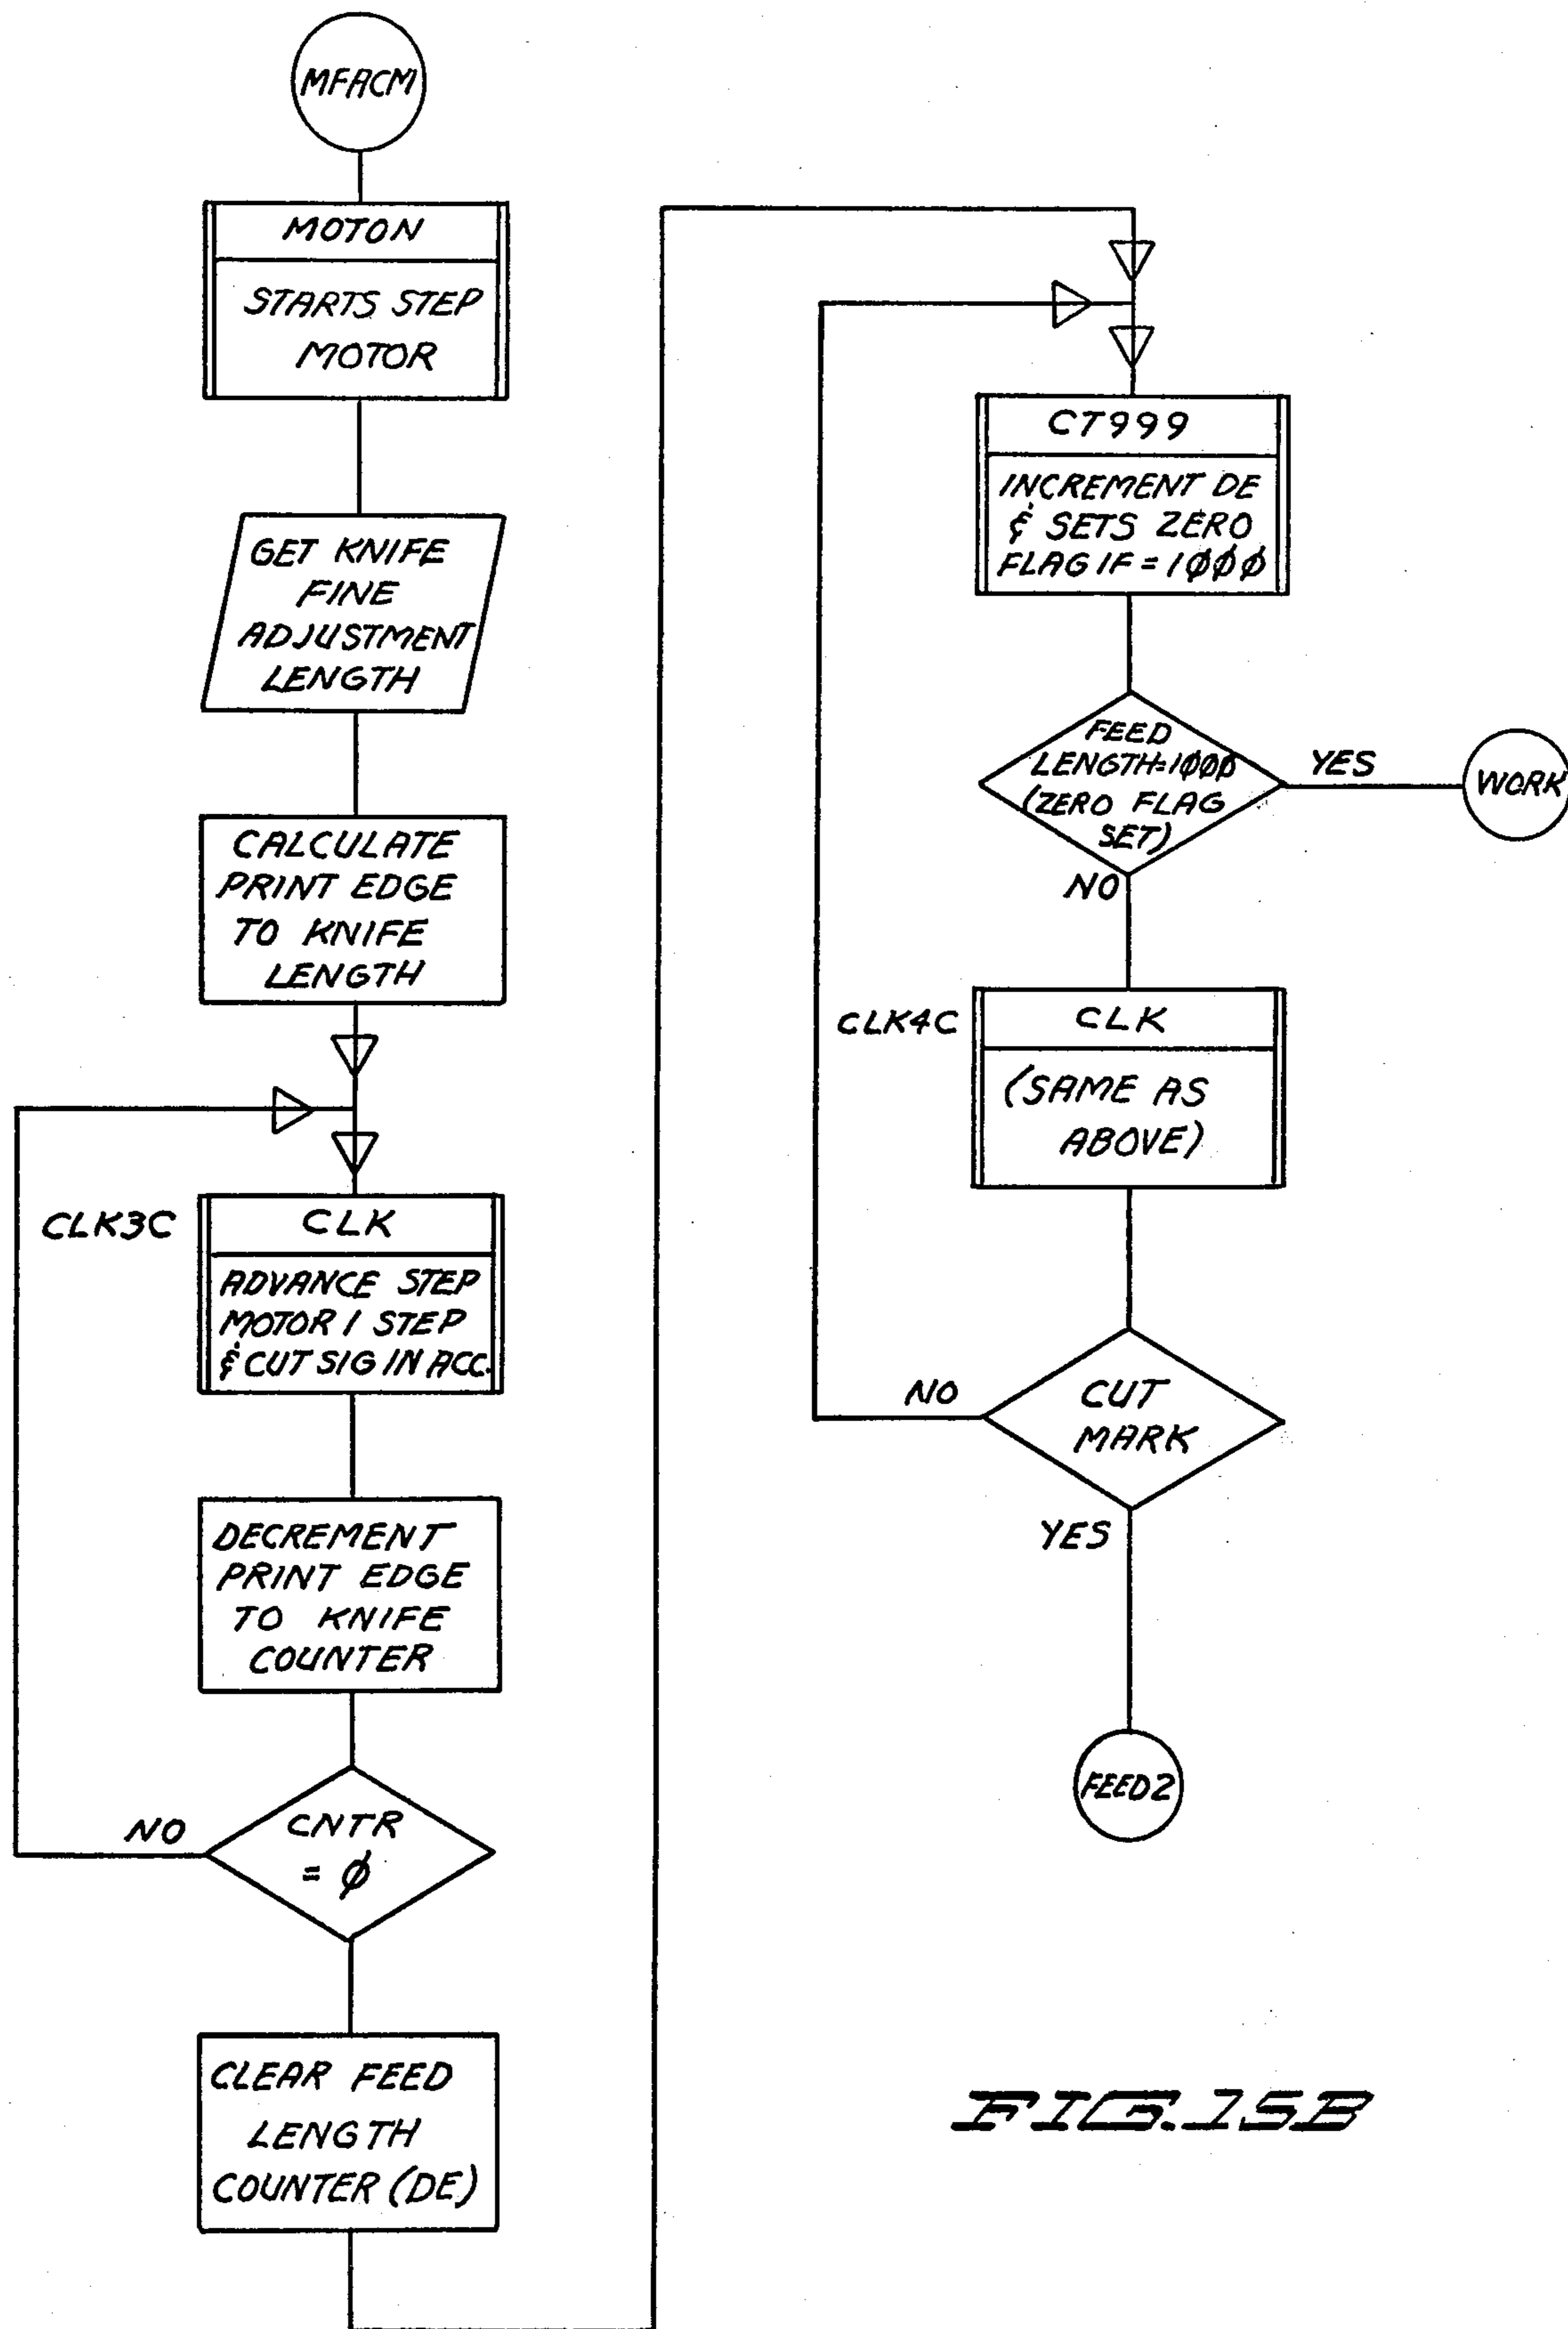 MFACM
MOTON
STARTS STEP
MOTOR
GET KNIFE
FINE
ADJUSTMENT
LENGTH
CALCULATE
PRINT EDGE
TO KNIFE
LENGTH
CLK3C
CLK
ADVANCE STEP
MOTOR 1 STEP
& CUT SIG IN ACC.
DECREMENT
PRINT EDGE
TO KNIFE
COUNTER
NO
CNTR
= ϕ
CLEAR FEED
LENGTH
COUNTER (DE)
CT999
INCREMENT DE
& SETS ZERO
FLAG IF = 1ϕϕϕ
FEED
LENGTH=1ϕϕϕ
(ZERO FLAG
SET)
YES
WORK
NO
CLK4C
CLK
(SAME AS
ABOVE)
NO
CUT
MARK
YES
FEED2
FIG. 15B